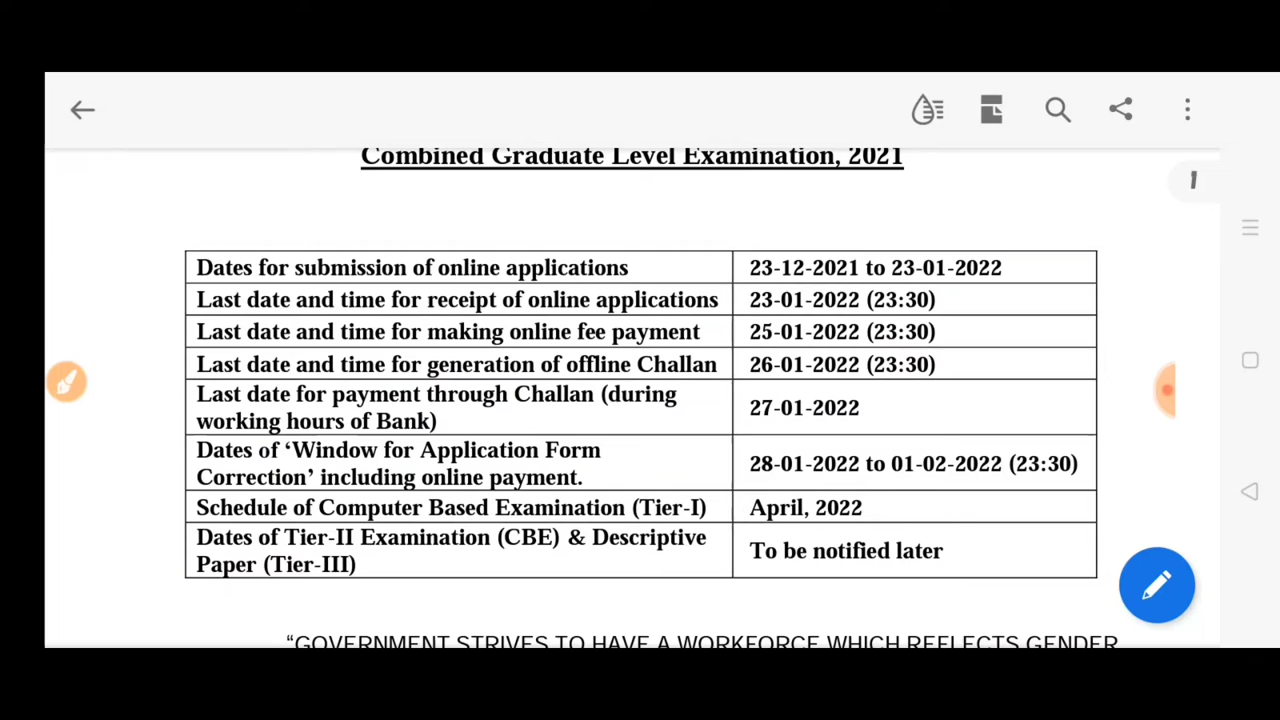 Combined Graduate Level Examination, 2021
1
Dates for submission of online applications 23-12-2021 to 23-01-2022
Last date and time for receipt of online applications 23-01-2022 (23:30)
Last date and time for making online fee payment 25-01-2022 (23:30)
Last date and time for generation of offline Challan 26-01-2022 (23:30)
Last date for payment through Challan (during
working hours of Bank) 27-01-2022
Dates of ‘Window for Application Form
Correction’ including online payment. 28-01-2022 to 01-02-2022 (23:30)
Schedule of Computer Based Examination (Tier-I) April, 2022
Dates of Tier-II Examination (CBE) & Descriptive
Paper (Tier-III) To be notified later
“GOVERNMENT STRIVES TO HAVE A WORKFORCE WHICH REFLECTS GENDER